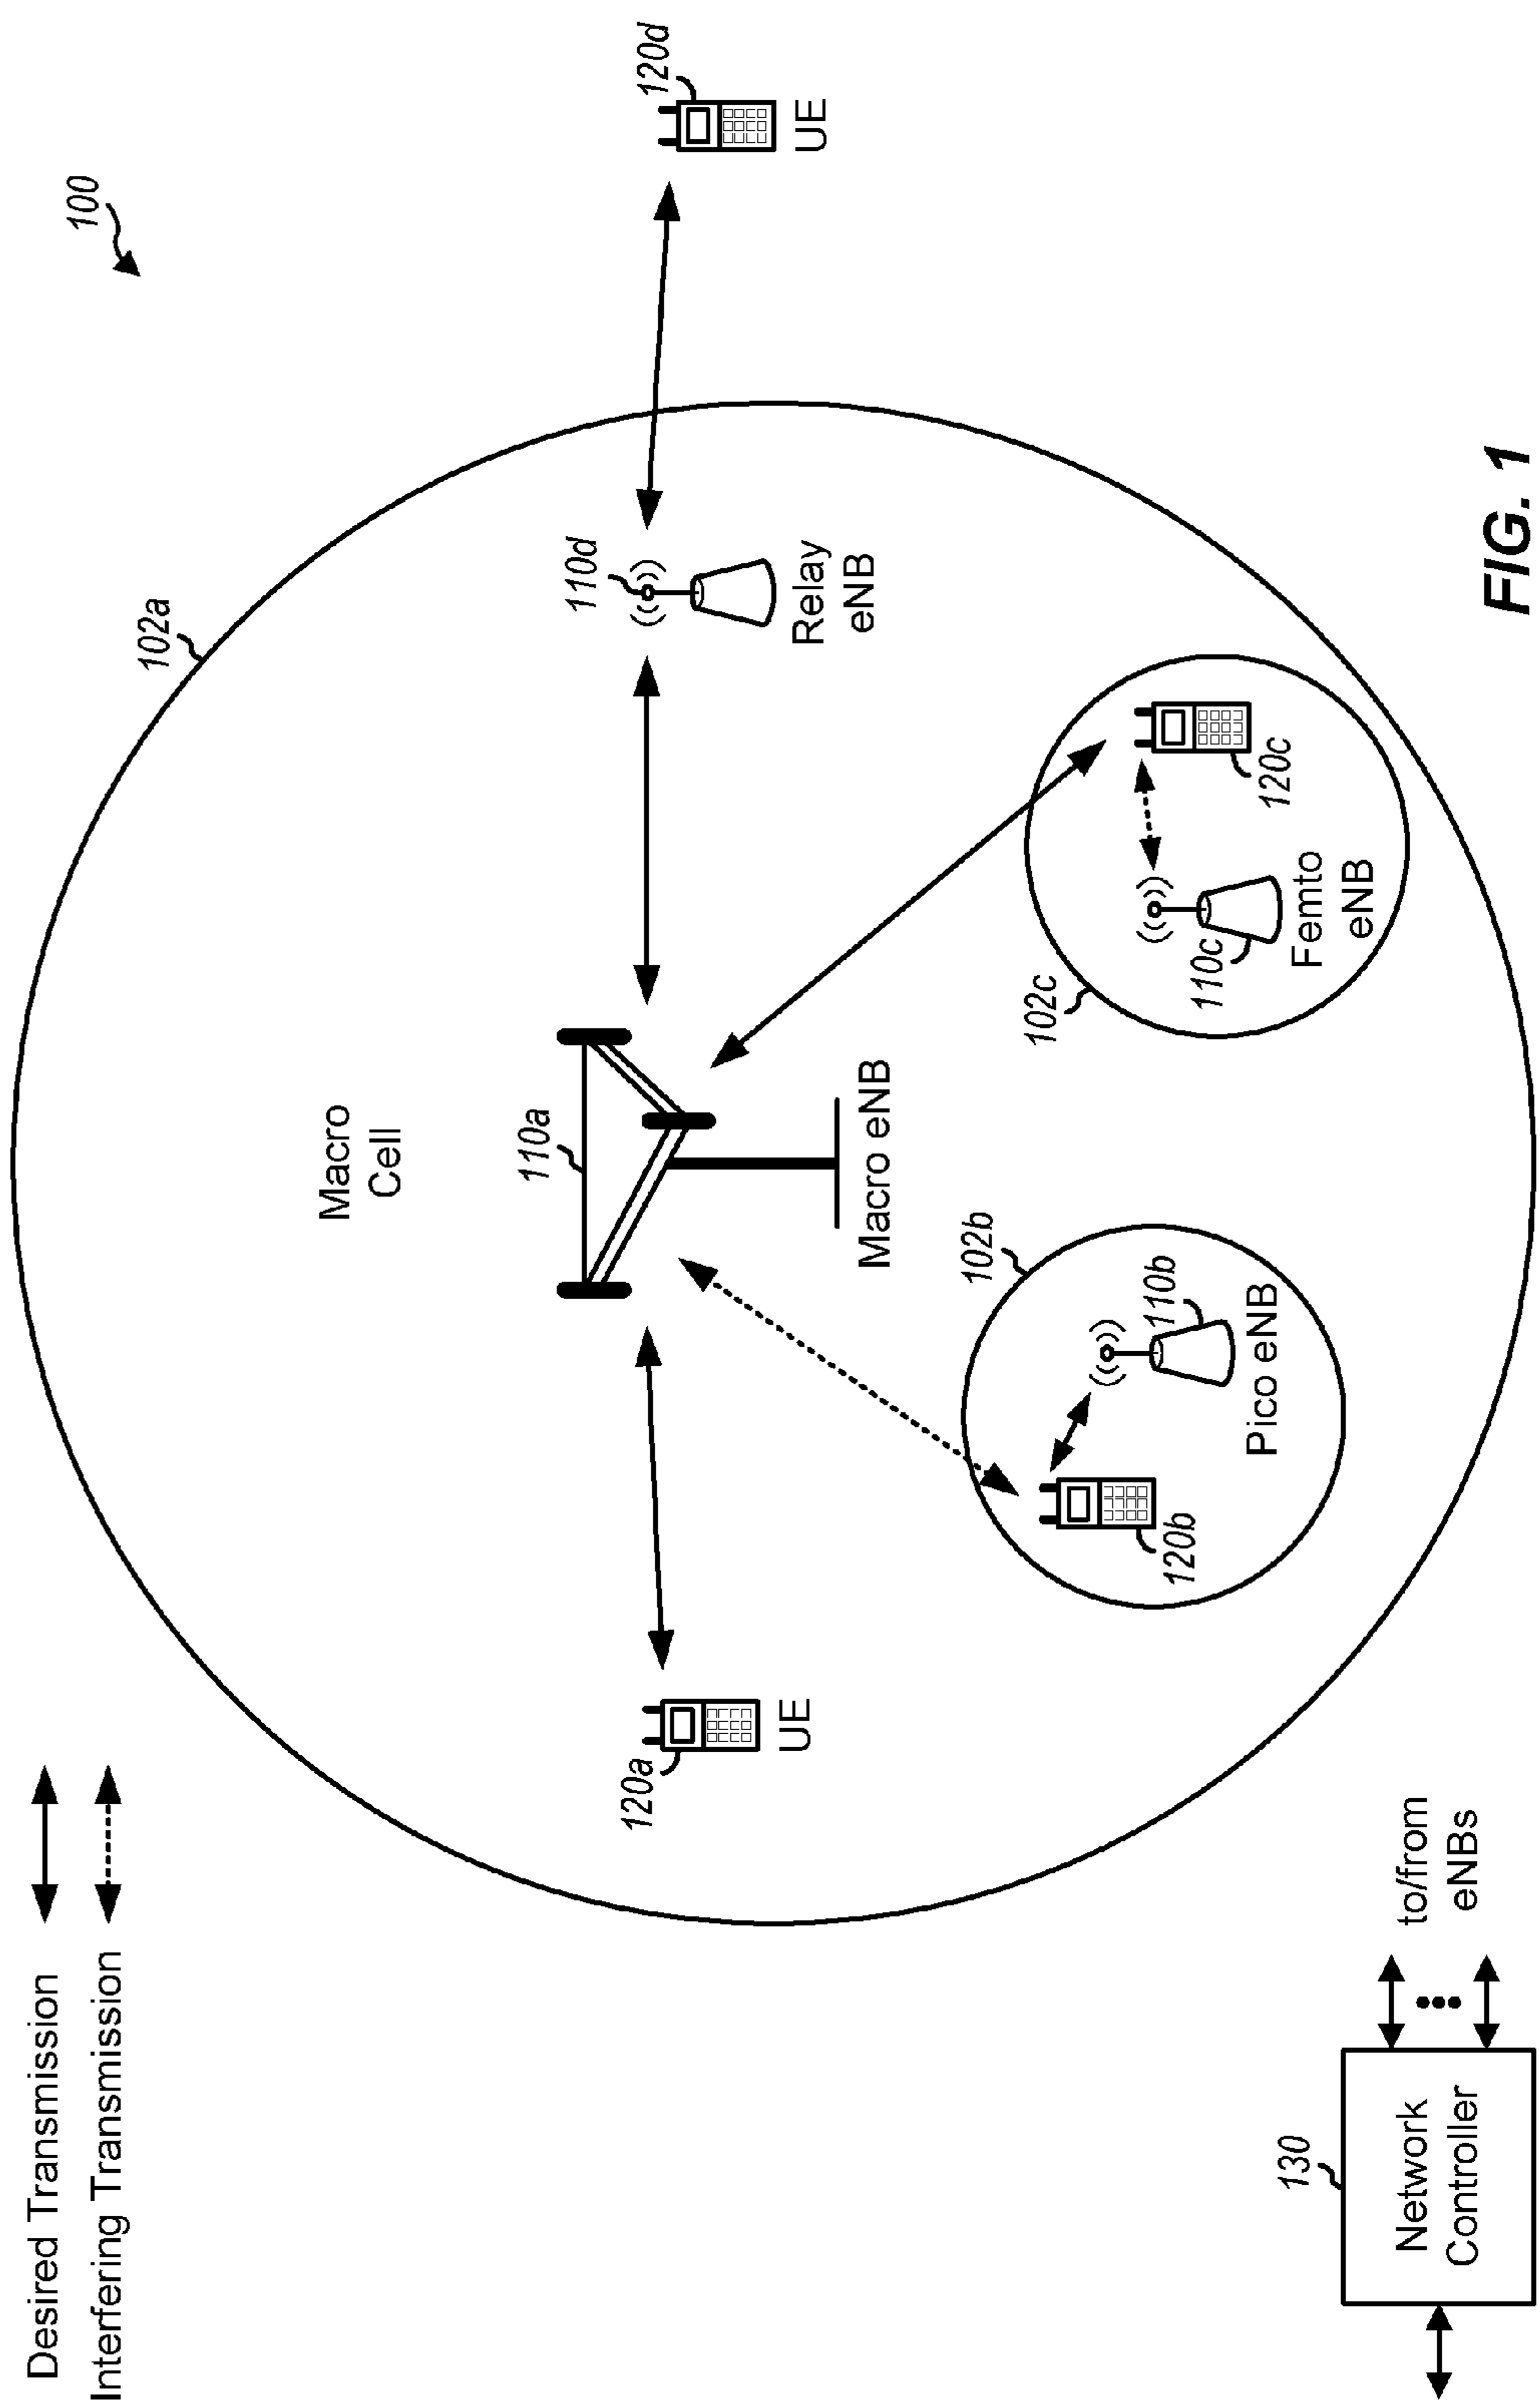 Desired Transmission
Interfering Transmission
100
102a
Macro
Cell
110a
110d
120d
120a
UE
UE
Relay
eNB
Macro eNB
102b
110b
120b
Pico eNB
102c
110c
120c
Femto
eNB
130
Network
Controller
to/from
eNBs
FIG. 1